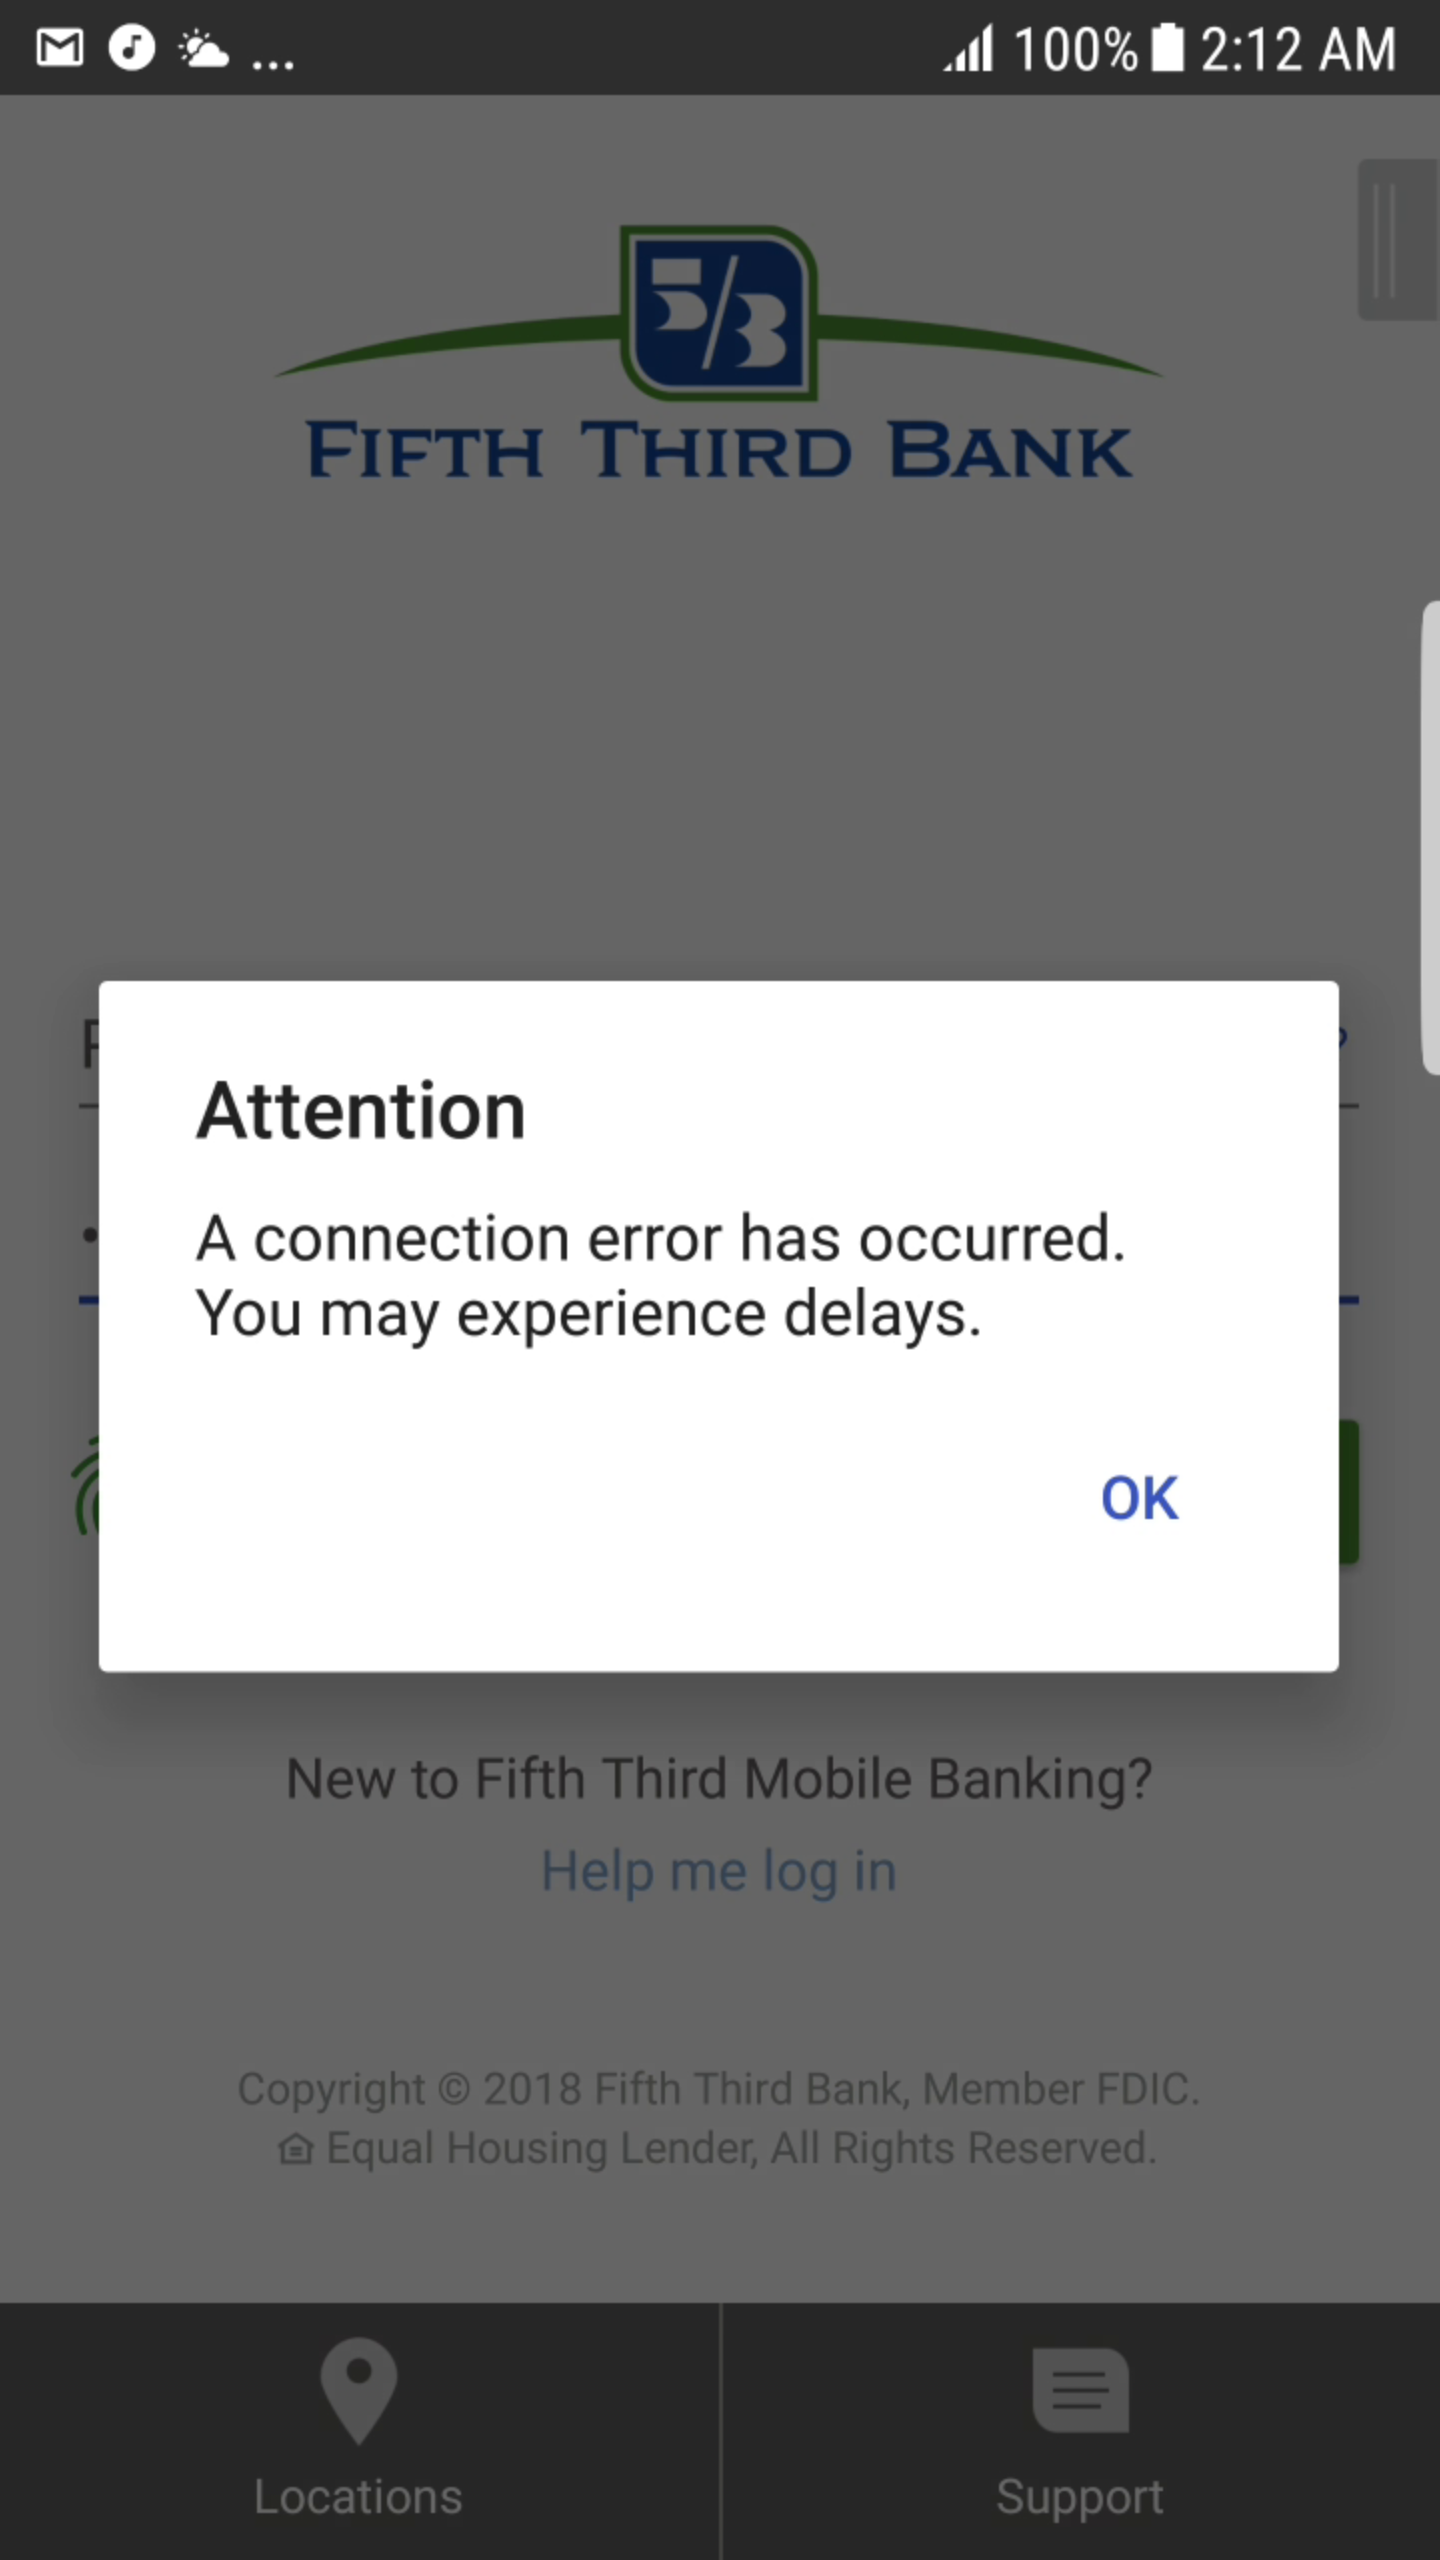 ... 100% 2:12 AM
5/3
FIFTH THIRD BANK
Attention
A connection error has occurred.
You may experience delays.
OK
New to Fifth Third Mobile Banking?
Help me log in
Copyright © 2018 Fifth Third Bank, Member FDIC.
Equal Housing Lender, All Rights Reserved.
Locations
Support